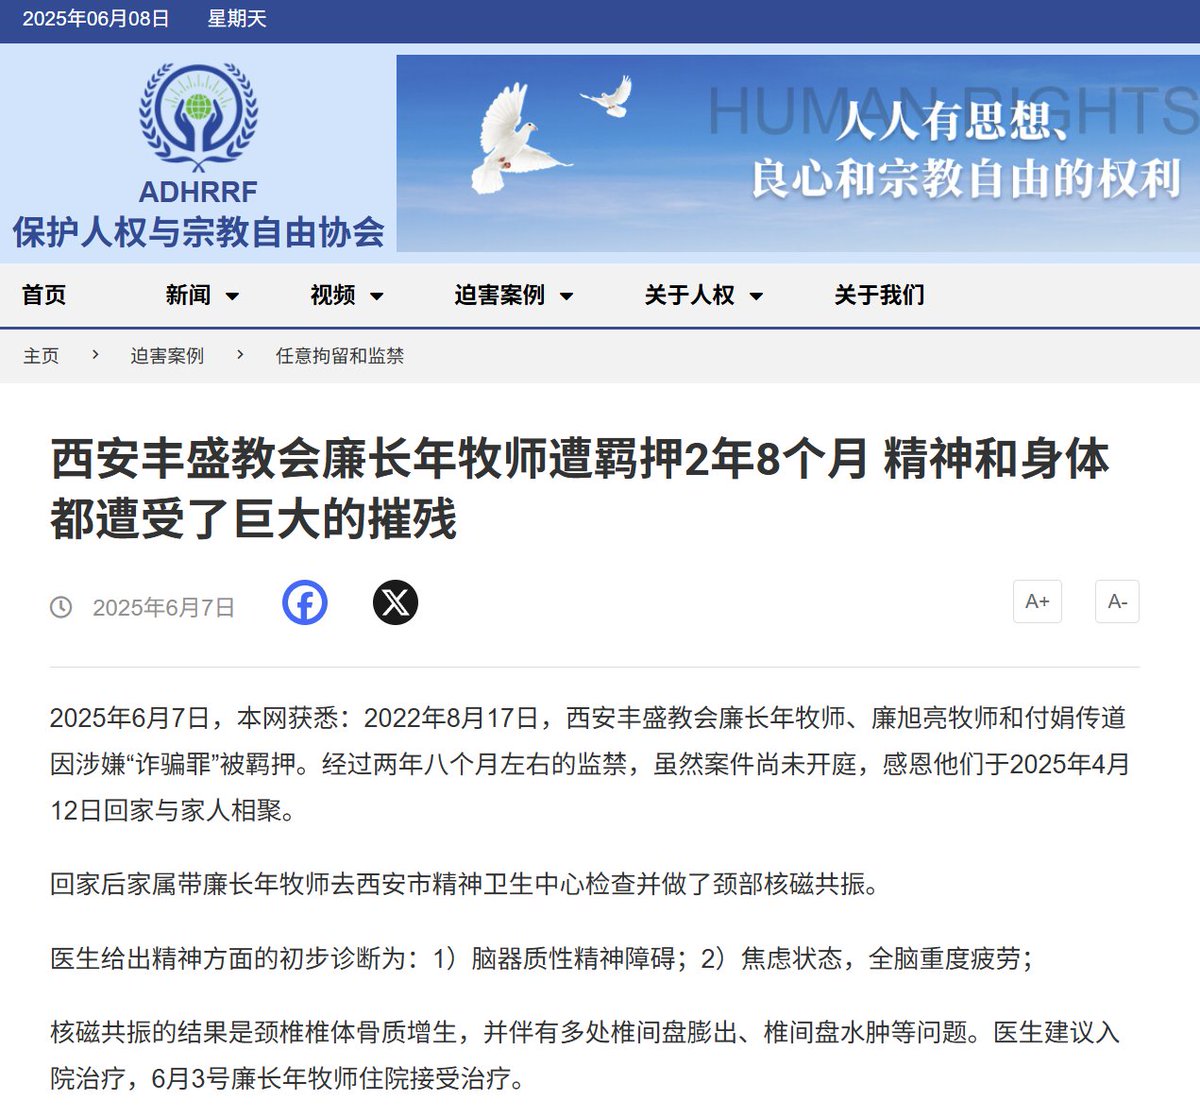 2025年06月08日 星期天
HUMAN RIGHTS
人人有思想、
良心和宗教自由的权利
ADHRRF
保护人权与宗教自由协会
首页 新闻 视频 迫害案例 关于人权 关于我们
主页 › 迫害案例 › 任意拘留和监禁
西安丰盛教会廉长年牧师遭羁押2年8个月 精神和身体
都遭受了巨大的摧残
2025年6月7日
A+ A-
2025年6月7日，本网获悉：2022年8月17日，西安丰盛教会廉长年牧师、廉旭亮牧师和付娟传道
因涉嫌“诈骗罪”被羁押。经过两年八个月左右的监禁，虽然案件尚未开庭，感恩他们于2025年4月
12日回家与家人相聚。
回家后家属带廉长年牧师去西安市精神卫生中心检查并做了颈部核磁共振。
医生给出精神方面的初步诊断为：1）脑器质性精神障碍；2）焦虑状态，全脑重度疲劳；
核磁共振的结果是颈椎椎体骨质增生，并伴有多处椎间盘膨出、椎间盘水肿等问题。医生建议入
院治疗，6月3号廉长年牧师住院接受治疗。